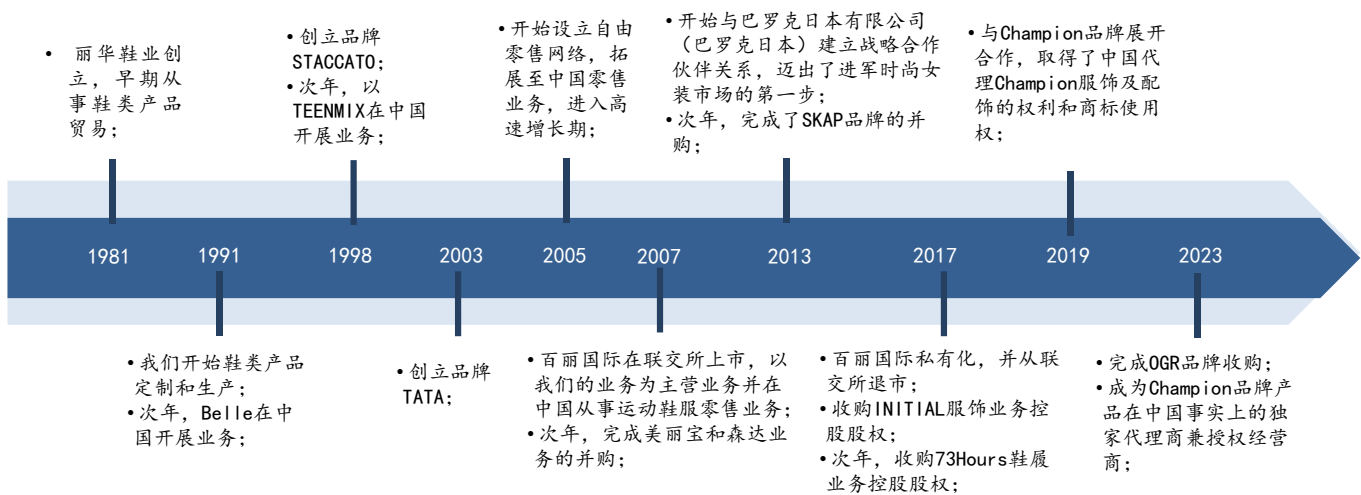 • 丽华鞋业创
立，早期从
事鞋类产品
贸易；
• 创立品牌
STACCATO；
• 次年，以
TEENMIX在中国
开展业务；
• 开始设立自由
零售网络，拓
展至中国零售
业务，进入高
速增长期；
• 开始与巴罗克日本有限公司
（巴罗克日本）建立战略合作
伙伴关系，迈出了进军时尚女
装市场的第一步；
• 次年，完成了SKAP品牌的并
购；
• 与Champion品牌展开
合作，取得了中国代
理Champion服饰及配
饰的权利和商标使用
权；
1981 1991 1998 2003 2005 2007 2013 2017 2019 2023
• 我们开始鞋类产品
定制和生产；
• 次年，Belle在中
国开展业务；
• 创立品牌
TATA；
• 百丽国际在联交所上市，以
我们的业务为主营业务并在
中国从事运动鞋服零售业务；
• 次年，完成美丽宝和森达业
务的并购；
• 百丽国际私有化，并从联
交所退市；
• 收购INITIAL服饰业务控
股股权；
• 次年，收购73Hours鞋履
业务控股股权；
• 完成OGR品牌收购；
• 成为Champion品牌产
品在中国事实上的独
家代理商兼授权经营
商；